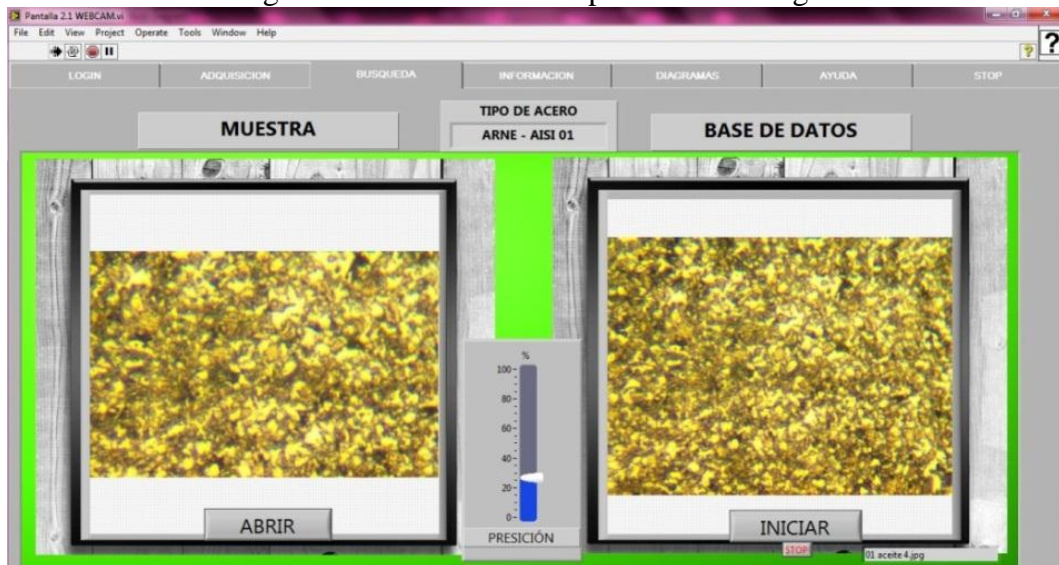 Pantalla 2.1 WEBCAM.vi
File Edit View Project Operate Tools Window Help
?
?
LOGIN ADQUISICION BUSQUEDA INFORMACION DIAGRAMAS AYUDA STOP
MUESTRA
TIPO DE ACERO
ARNE - AISI 01
BASE DE DATOS
%
100-
80-
60-
40-
20-
0-
PRESICIÓN
ABRIR
INICIAR
STOP
01 aceite 4.jpg